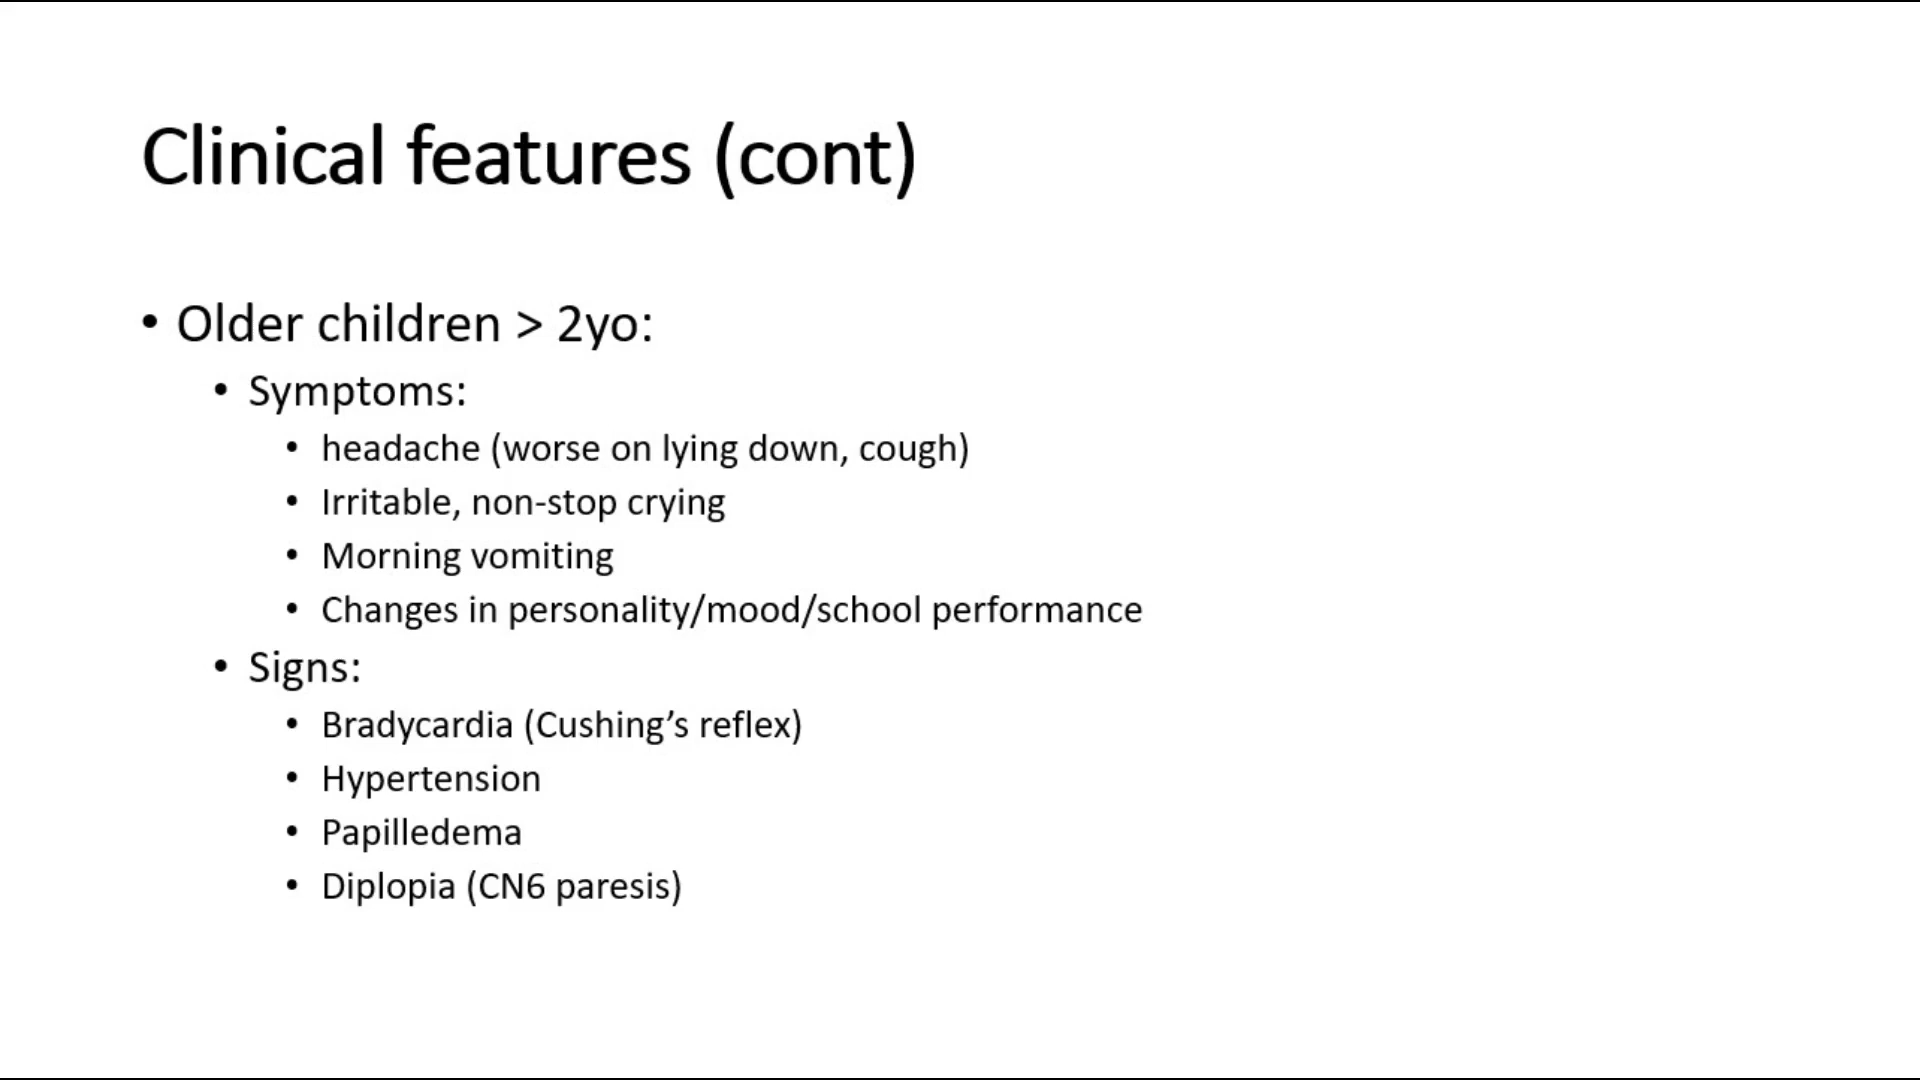 Clinical features (cont)
• Older children > 2yo:
• Symptoms:
• headache (worse on lying down, cough)
• Irritable, non-stop crying
• Morning vomiting
• Changes in personality/mood/school performance
• Signs:
• Bradycardia (Cushing’s reflex)
• Hypertension
• Papilledema
• Diplopia (CN6 paresis)